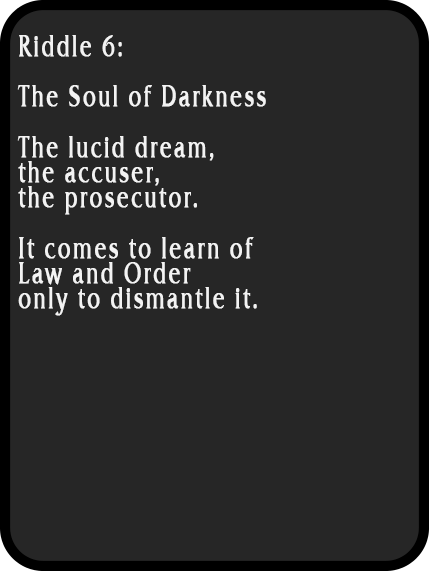 Riddle 6:
The Soul of Darkness
The lucid dream,
the accuser,
the prosecutor.
It comes to learn of
Law and Order
only to dismantle it.